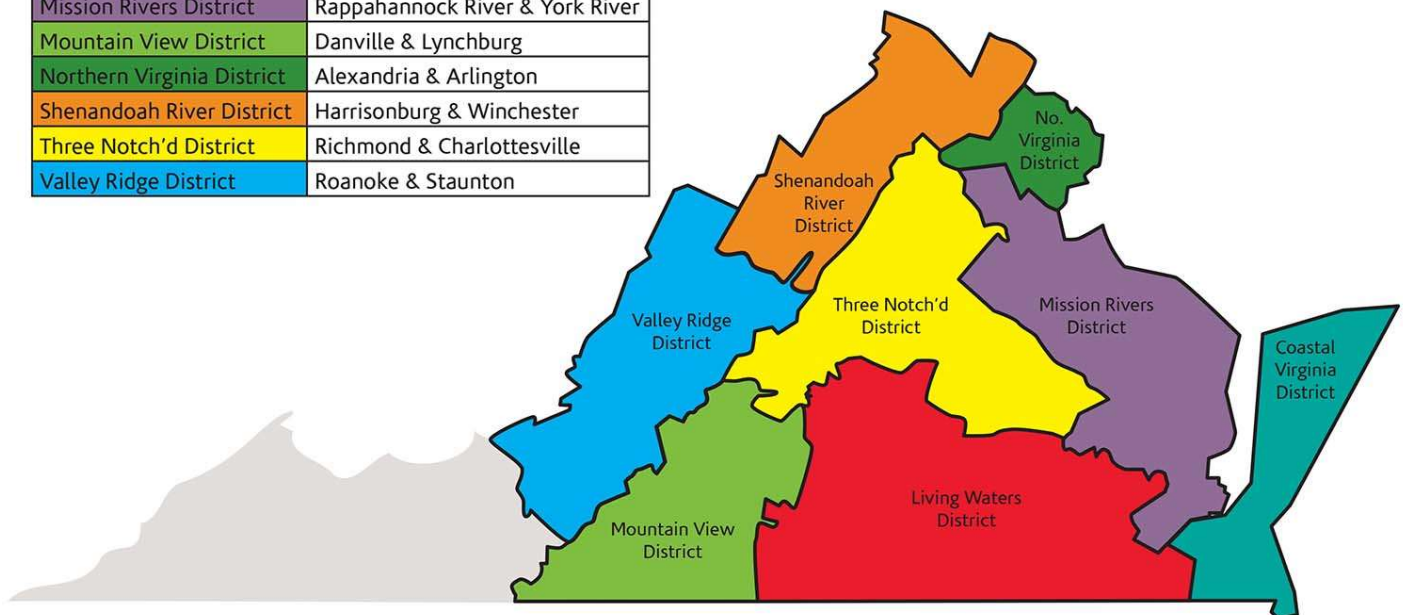 Mission Rivers District Rappahannock River & York River
Mountain View District Danville & Lynchburg
Northern Virginia District Alexandria & Arlington
Shenandoah River District Harrisonburg & Winchester
Three Notch’d District Richmond & Charlottesville
Valley Ridge District Roanoke & Staunton
No.
Virginia
District
Shenandoah
River
District
Three Notch’d
District
Mission Rivers
District
Valley Ridge
District
Coastal
Virginia
District
Living Waters
District
Mountain View
District